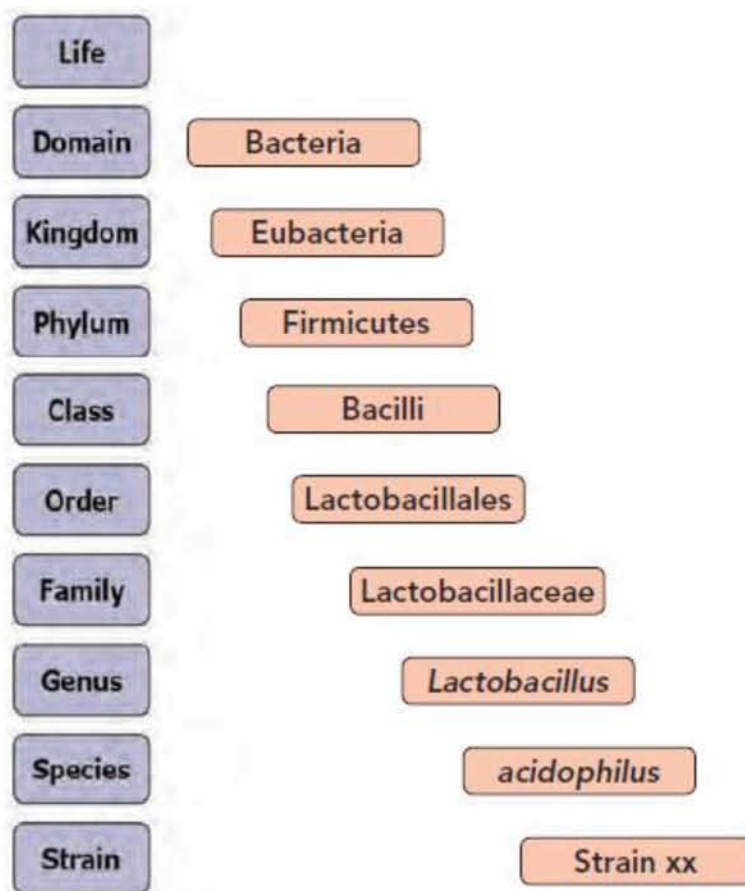 Life
Domain Bacteria
Kingdom Eubacteria
Phylum Firmicutes
Class Bacilli
Order Lactobacillales
Family Lactobacillaceae
Genus Lactobacillus
Species acidophilus
Strain Strain xx